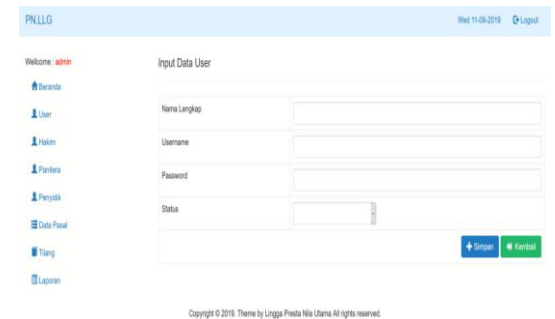 PN.LLG
Wed 11-09-2019 Logout
Wellcome : admin
Input Data User
Beranda
User
Hakim
Panitera
Penyidik
Data Pasal
Tilang
Laporan
Nama Lengkap
Username
Password
Status
Simpan Kembali
Copyright © 2019. Theme by Lingga Presta Nila Utama All rights reserved.